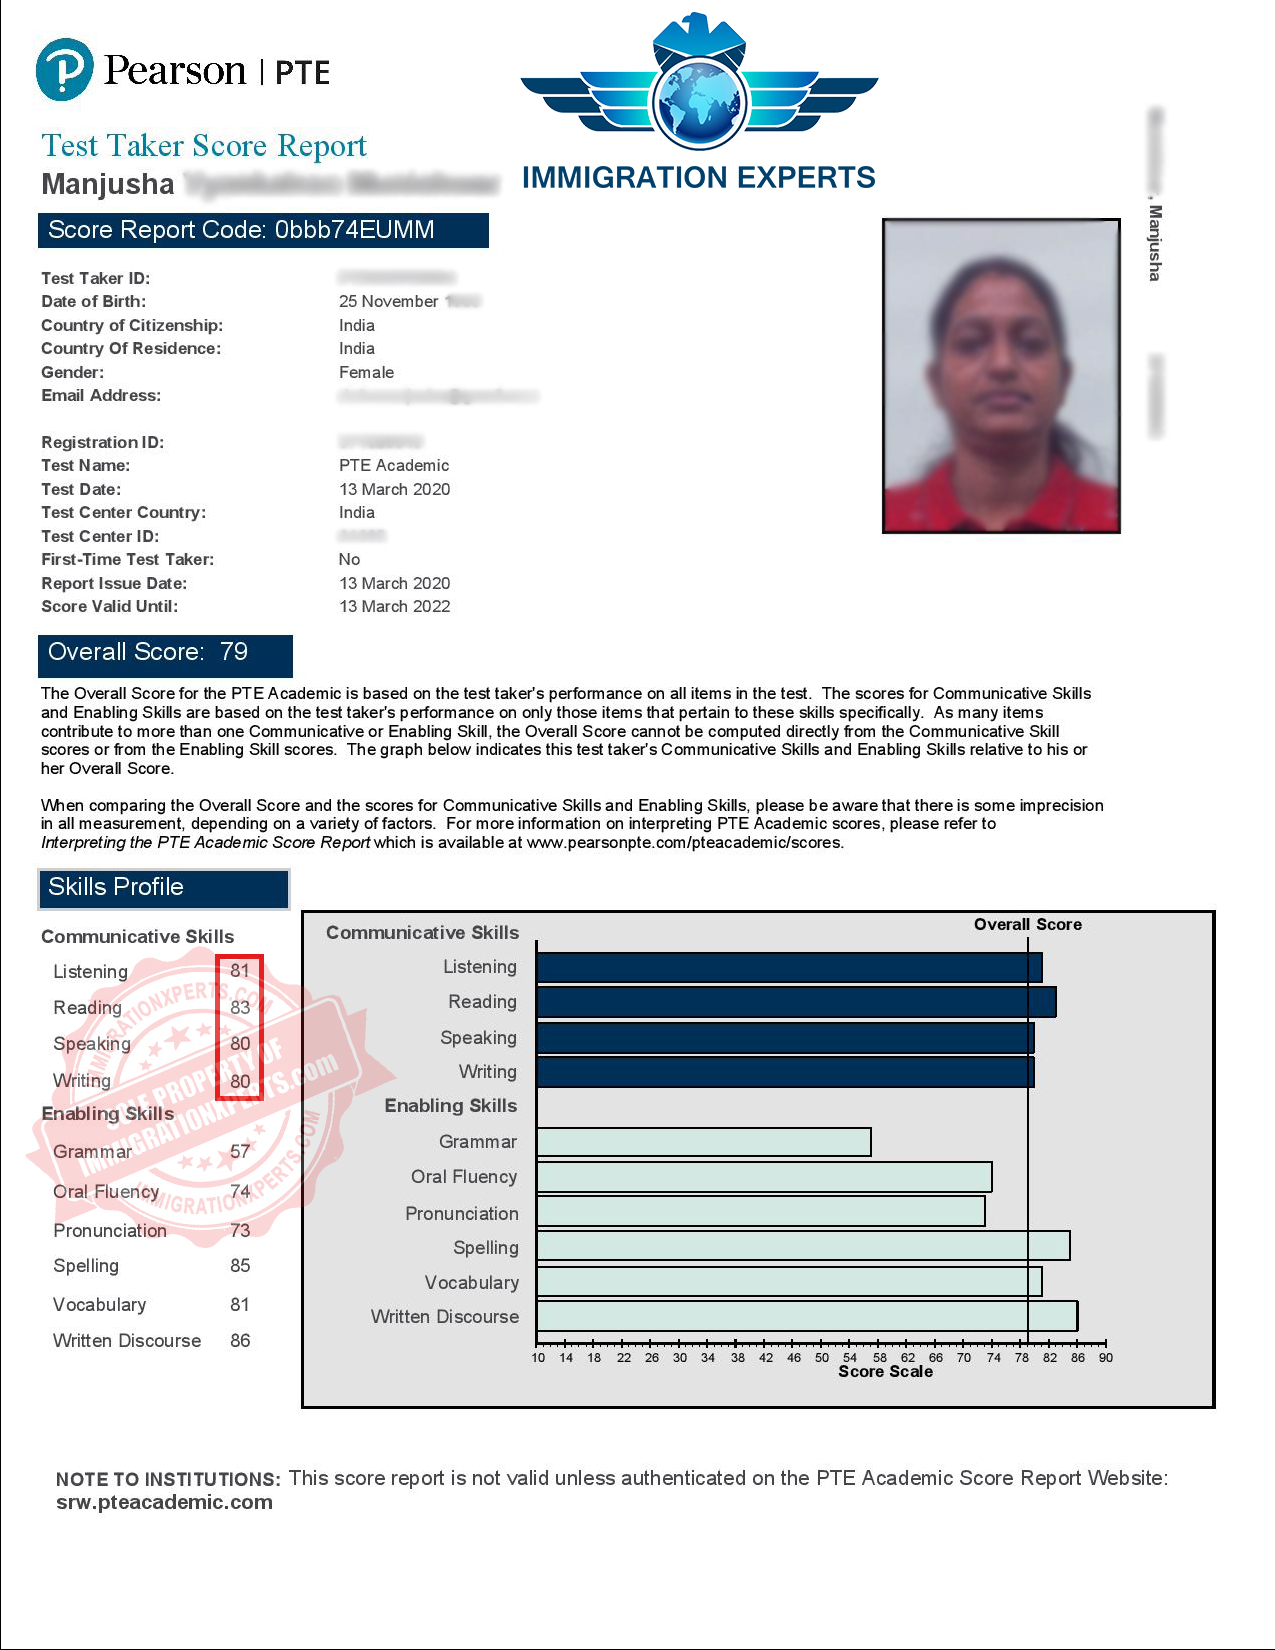 Pearson | PTE
IMMIGRATION EXPERTS
Test Taker Score Report
Manjusha
Score Report Code: 0bbb74EUMM
, Manjusha
Test Taker ID:
Date of Birth: 25 November
Country of Citizenship: India
Country Of Residence: India
Gender: Female
Email Address:
Registration ID:
Test Name: PTE Academic
Test Date: 13 March 2020
Test Center Country: India
Test Center ID:
First-Time Test Taker: No
Report Issue Date: 13 March 2020
Score Valid Until: 13 March 2022
Overall Score: 79
The Overall Score for the PTE Academic is based on the test taker's performance on all items in the test. The scores for Communicative Skills
and Enabling Skills are based on the test taker's performance on only those items that pertain to these skills specifically. As many items
contribute to more than one Communicative or Enabling Skill, the Overall Score cannot be computed directly from the Communicative Skill
scores or from the Enabling Skill scores. The graph below indicates this test taker's Communicative Skills and Enabling Skills relative to his or
her Overall Score.
When comparing the Overall Score and the scores for Communicative Skills and Enabling Skills, please be aware that there is some imprecision
in all measurement, depending on a variety of factors. For more information on interpreting PTE Academic scores, please refer to
Interpreting the PTE Academic Score Report which is available at www.pearsonpte.com/pteacademic/scores.
Skills Profile
Communicative Skills
Listening 81
Reading 83
Speaking 80
Writing 80
Enabling Skills
Grammar 57
Oral Fluency 74
Pronunciation 73
Spelling 85
Vocabulary 81
Written Discourse 86
IMMIGRATIONXPERTS.COM
SOLE PROPERTY OF
IMMIGRATIONXPERTS.com
IMMIGRATIONXPERTS.COM
Overall Score
Communicative Skills
Listening
Reading
Speaking
Writing
Enabling Skills
Grammar
Oral Fluency
Pronunciation
Spelling
Vocabulary
Written Discourse
10 14 18 22 26 30 34 38 42 46 50 54 58 62 66 70 74 78 82 86 90
Score Scale
NOTE TO INSTITUTIONS: This score report is not valid unless authenticated on the PTE Academic Score Report Website:
srw.pteacademic.com